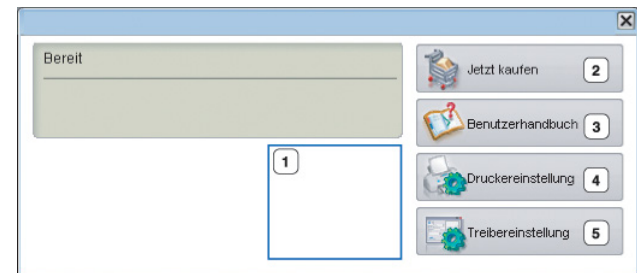 Bereit
Jetzt kaufen 2
Benutzerhandbuch 3
1
Druckereinstellung 4
Treibereinstellung 5